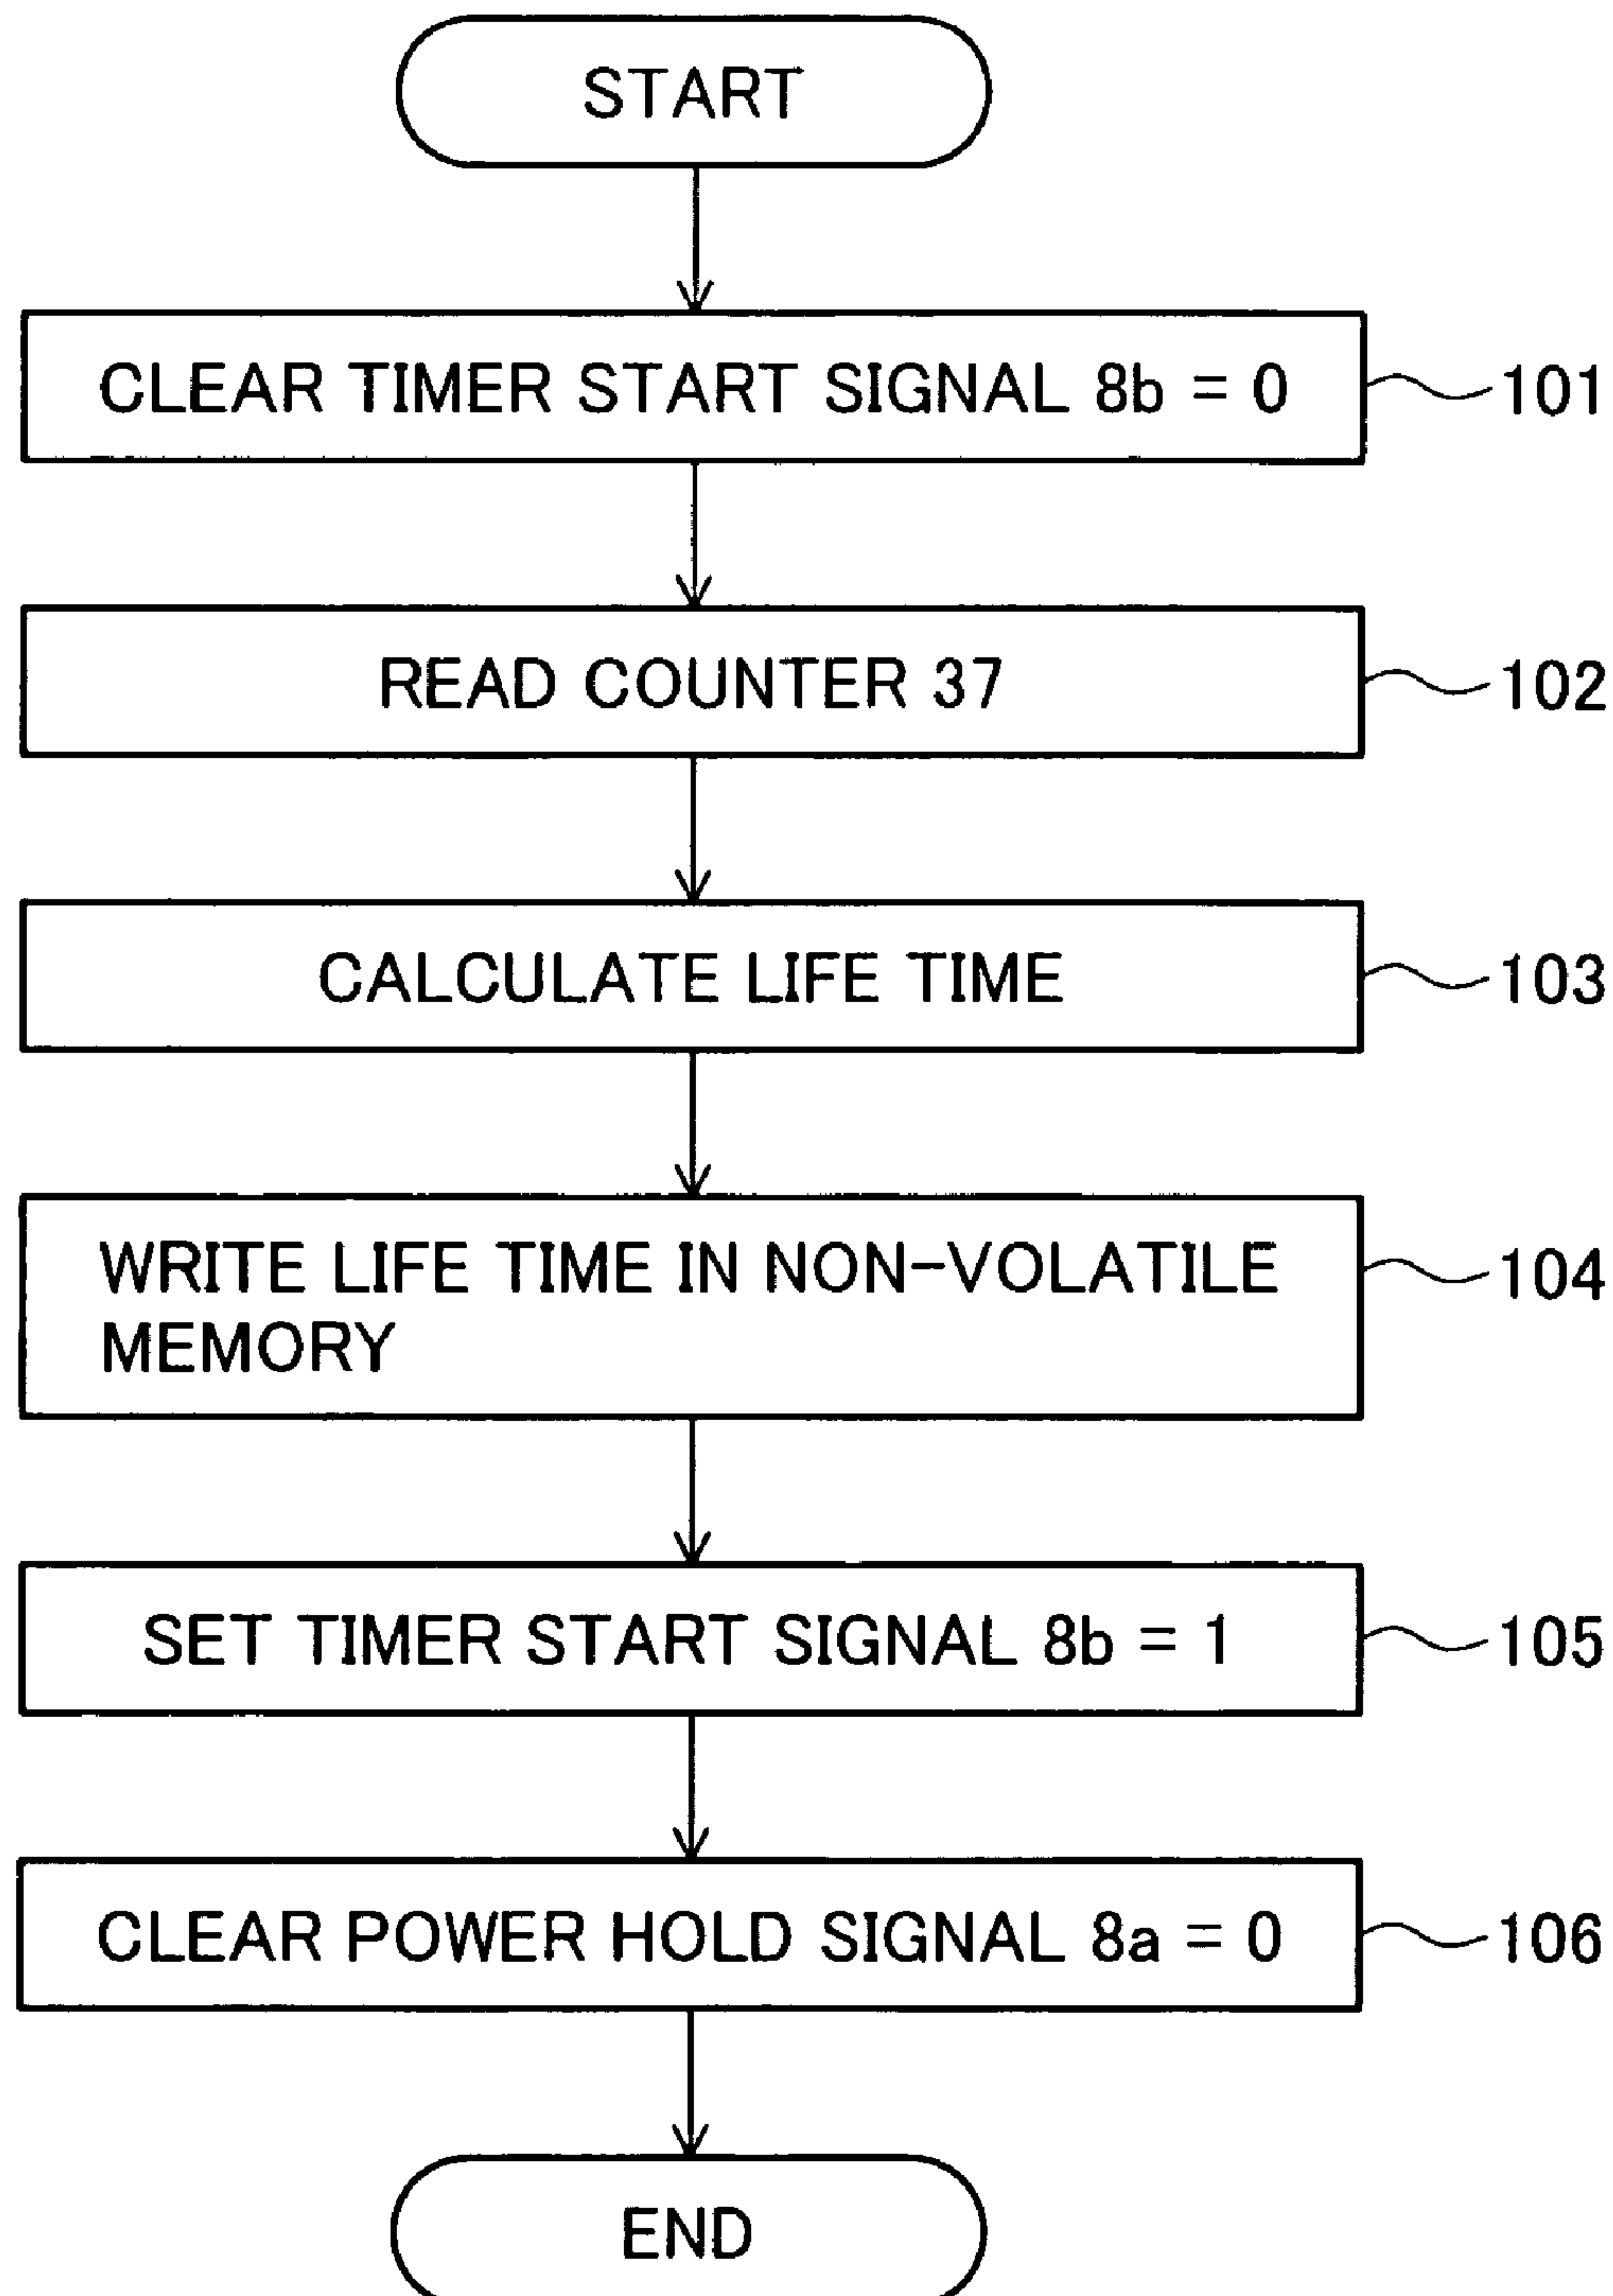 START
CLEAR TIMER START SIGNAL 8b = 0
101
READ COUNTER 37
102
CALCULATE LIFE TIME
103
WRITE LIFE TIME IN NON-VOLATILE
MEMORY
104
SET TIMER START SIGNAL 8b = 1
105
CLEAR POWER HOLD SIGNAL 8a = 0
106
END